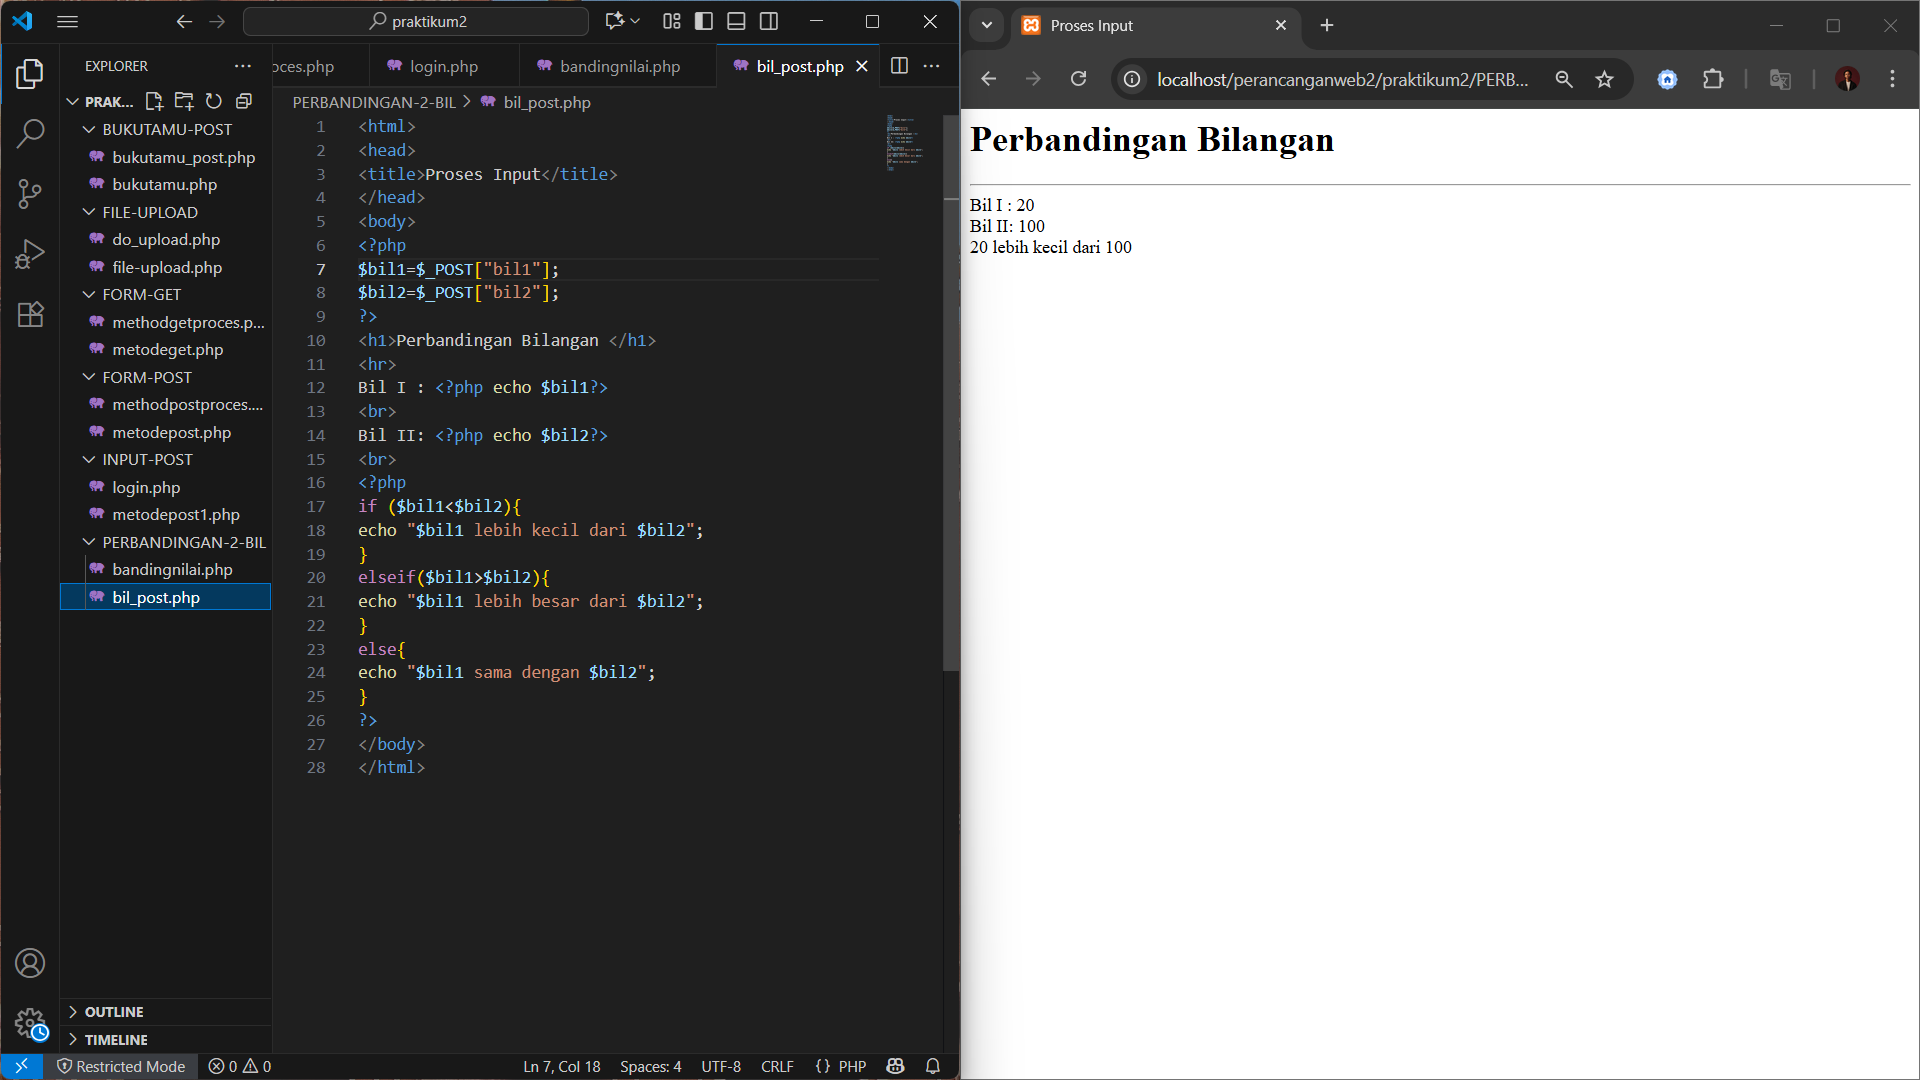 praktikum2
EXPLORER
PRAK...
BUKUTAMU-POST
bukutamu_post.php
bukutamu.php
FILE-UPLOAD
do_upload.php
file-upload.php
FORM-GET
methodgetproces.p...
metodeget.php
FORM-POST
methodpostproces....
metodepost.php
INPUT-POST
login.php
metodepost1.php
PERBANDINGAN-2-BIL
bandingnilai.php
bil_post.php
OUTLINE
TIMELINE
oces.php login.php bandingnilai.php bil_post.php
PERBANDINGAN-2-BIL > bil_post.php
1 <html>
2 <head>
3 <title>Proses Input</title>
4 </head>
5 <body>
6 <?php
7 $bil1=$_POST["bil1"];
8 $bil2=$_POST["bil2"];
9 ?>
10 <h1>Perbandingan Bilangan </h1>
11 <hr>
12 Bil I : <?php echo $bil1?>
13 <br>
14 Bil II: <?php echo $bil2?>
15 <br>
16 <?php
17 if ($bil1<$bil2){
18 echo "$bil1 lebih kecil dari $bil2";
19 }
20 elseif($bil1>$bil2){
21 echo "$bil1 lebih besar dari $bil2";
22 }
23 else{
24 echo "$bil1 sama dengan $bil2";
25 }
26 ?>
27 </body>
28 </html>
Restricted Mode 0 0 Ln 7, Col 18 Spaces: 4 UTF-8 CRLF {} PHP
Proses Input
localhost/perancanganweb2/praktikum2/PERB...
Perbandingan Bilangan
Bil I : 20
Bil II: 100
20 lebih kecil dari 100